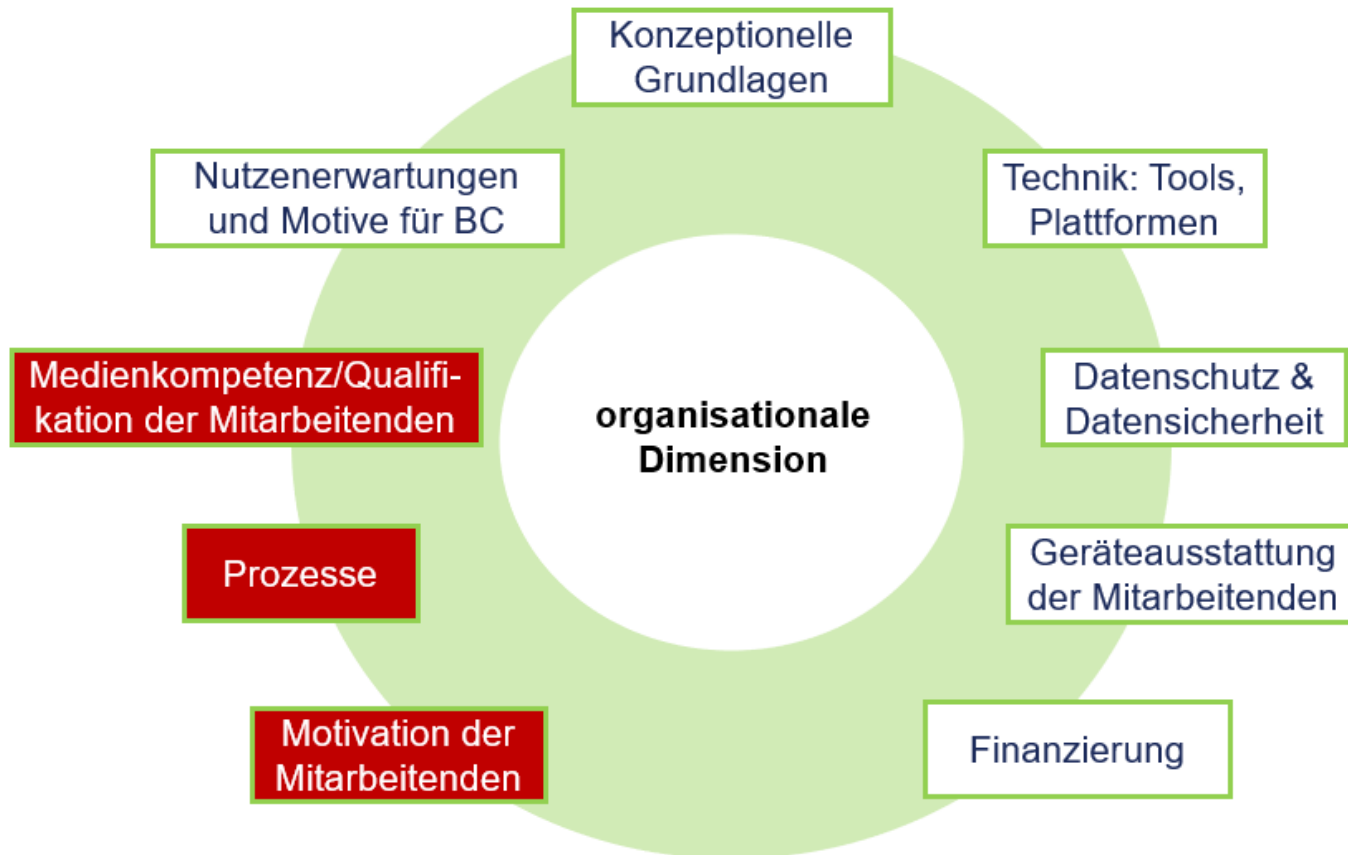 Konzeptionelle
Grundlagen
Nutzenerwartungen
und Motive für BC
Technik: Tools,
Plattformen
Medienkompetenz/Qualifi-
kation der Mitarbeitenden
organisationale
Dimension
Datenschutz &
Datensicherheit
Prozesse
Geräteausstattung
der Mitarbeitenden
Motivation der
Mitarbeitenden
Finanzierung